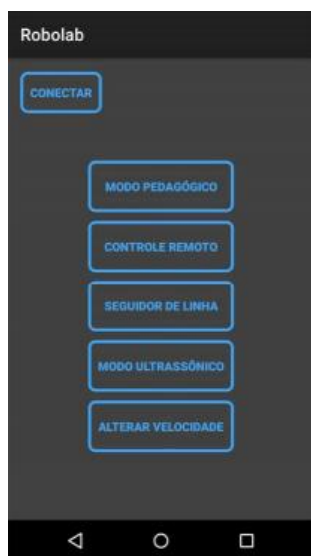 Robolab
CONECTAR
MODO PEDAGÓGICO
CONTROLE REMOTO
SEGUIDOR DE LINHA
MODO ULTRASSÔNICO
ALTERAR VELOCIDADE